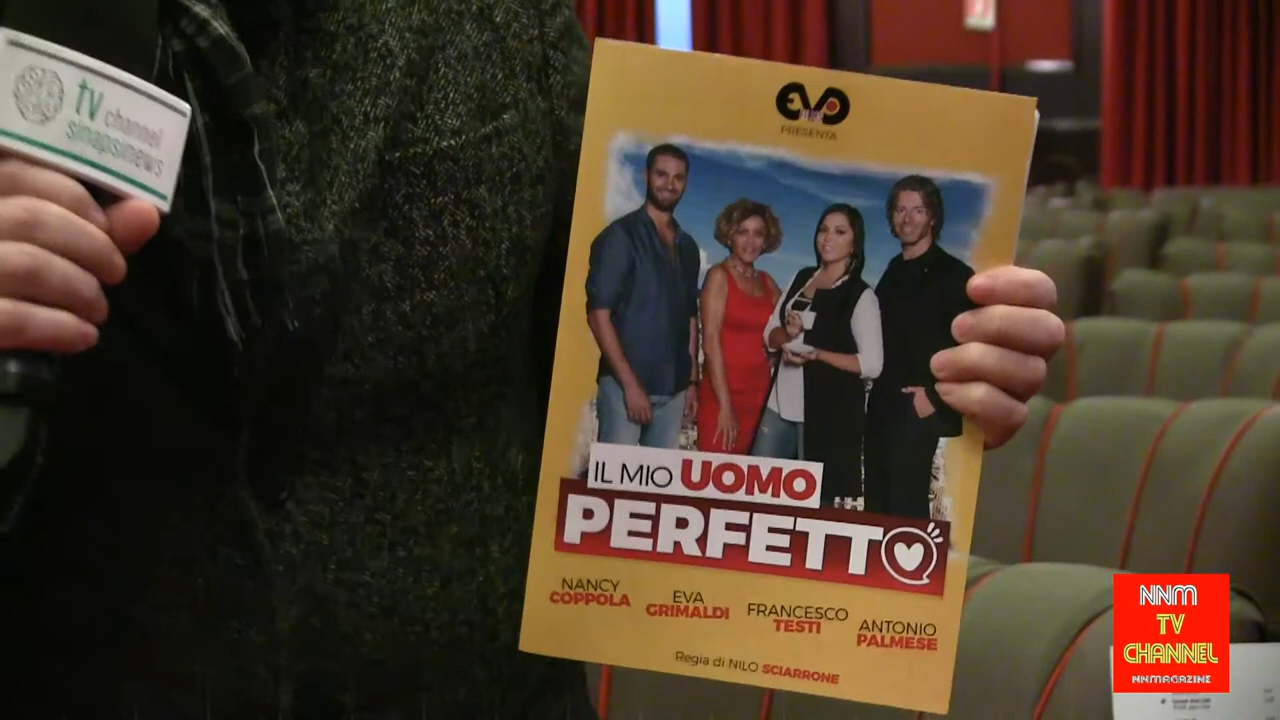 tv channel
sinapsinews
EVO
PRESENTA
IL MIO UOMO
PERFETTO
NANCY
COPPOLA
EVA
GRIMALDI
FRANCESCO
TESTI
ANTONIO
PALMESE
Regia di NILO SCIARRONE
NNM
TV
CHANNEL
NNMAGAZINE